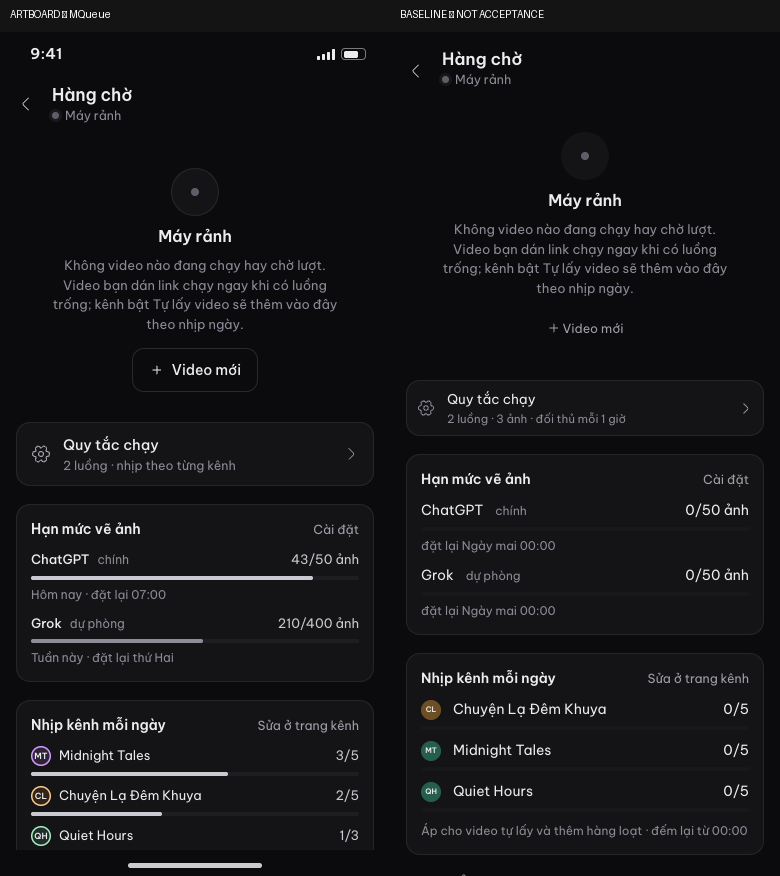 ARTBOARD MQueue
9:41
Hàng chờ
Máy rảnh
Máy rảnh
Không video nào đang chạy hay chờ lượt.
Video bạn dán link chạy ngay khi có luồng
trống; kênh bật Tự lấy video sẽ thêm vào đây
theo nhịp ngày.
+ Video mới
Quy tắc chạy
2 luồng · nhịp theo từng kênh
Hạn mức vẽ ảnh Cài đặt
ChatGPT chính 43/50 ảnh
Hôm nay · đặt lại 07:00
Grok dự phòng 210/400 ảnh
Tuần này · đặt lại thứ Hai
Nhịp kênh mỗi ngày Sửa ở trang kênh
MT Midnight Tales 3/5
CL Chuyện Lạ Đêm Khuya 2/5
QH Quiet Hours 1/3
BASELINE NOT ACCEPTANCE
Hàng chờ
Máy rảnh
Máy rảnh
Không video nào đang chạy hay chờ lượt.
Video bạn dán link chạy ngay khi có luồng
trống; kênh bật Tự lấy video sẽ thêm vào đây
theo nhịp ngày.
+ Video mới
Quy tắc chạy
2 luồng · 3 ảnh · đối thủ mỗi 1 giờ
Hạn mức vẽ ảnh Cài đặt
ChatGPT chính 0/50 ảnh
đặt lại Ngày mai 00:00
Grok dự phòng 0/50 ảnh
đặt lại Ngày mai 00:00
Nhịp kênh mỗi ngày Sửa ở trang kênh
CL Chuyện Lạ Đêm Khuya 0/5
MT Midnight Tales 0/5
QH Quiet Hours 0/5
Áp cho video tự lấy và thêm hàng loạt · đếm lại từ 00:00